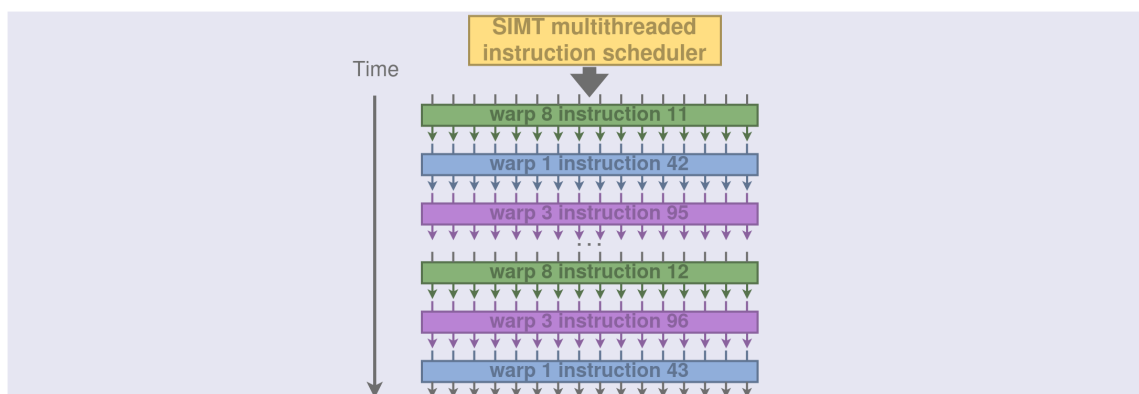 SIMT multithreaded
instruction scheduler
Time
warp 8 instruction 11
warp 1 instruction 42
warp 3 instruction 95
...
warp 8 instruction 12
warp 3 instruction 96
warp 1 instruction 43